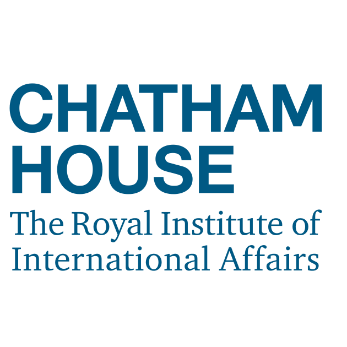 CHATHAM
HOUSE
The Royal Institute of
International Affairs